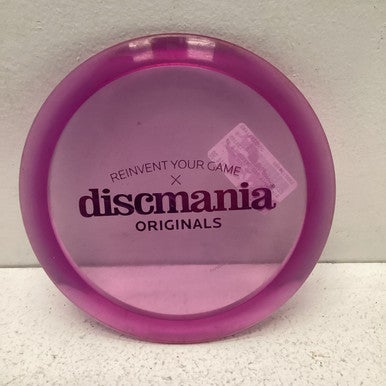 REINVENT YOUR GAME
×
discmania
ORIGINALS